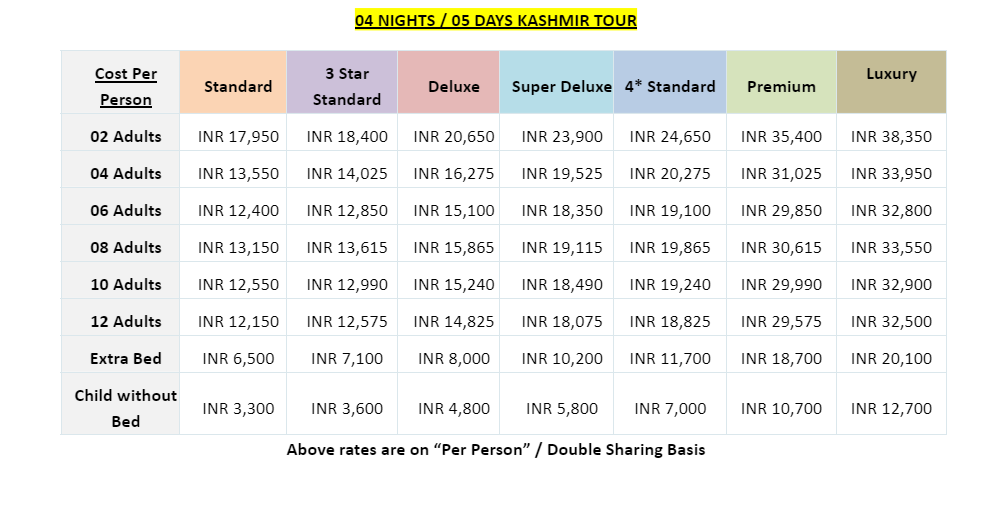 04 NIGHTS / 05 DAYS KASHMIR TOUR
Cost Per Person Standard 3 Star Standard Deluxe Super Deluxe 4* Standard Premium Luxury
02 Adults INR 17,950 INR 18,400 INR 20,650 INR 23,900 INR 24,650 INR 35,400 INR 38,350
04 Adults INR 13,550 INR 14,025 INR 16,275 INR 19,525 INR 20,275 INR 31,025 INR 33,950
06 Adults INR 12,400 INR 12,850 INR 15,100 INR 18,350 INR 19,100 INR 29,850 INR 32,800
08 Adults INR 13,150 INR 13,615 INR 15,865 INR 19,115 INR 19,865 INR 30,615 INR 33,550
10 Adults INR 12,550 INR 12,990 INR 15,240 INR 18,490 INR 19,240 INR 29,990 INR 32,900
12 Adults INR 12,150 INR 12,575 INR 14,825 INR 18,075 INR 18,825 INR 29,575 INR 32,500
Extra Bed INR 6,500 INR 7,100 INR 8,000 INR 10,200 INR 11,700 INR 18,700 INR 20,100
Child without Bed INR 3,300 INR 3,600 INR 4,800 INR 5,800 INR 7,000 INR 10,700 INR 12,700
Above rates are on “Per Person” / Double Sharing Basis